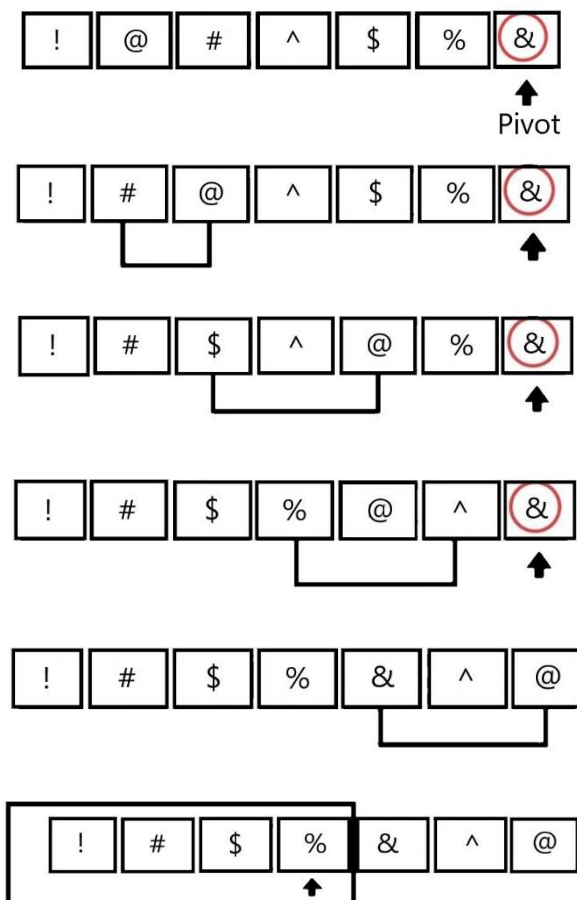 ! @ # ^ $ % &
Pivot
! # @ ^ $ % &
! # $ ^ @ % &
! # $ % @ ^ &
! # $ % & ^ @
! # $ % & ^ @